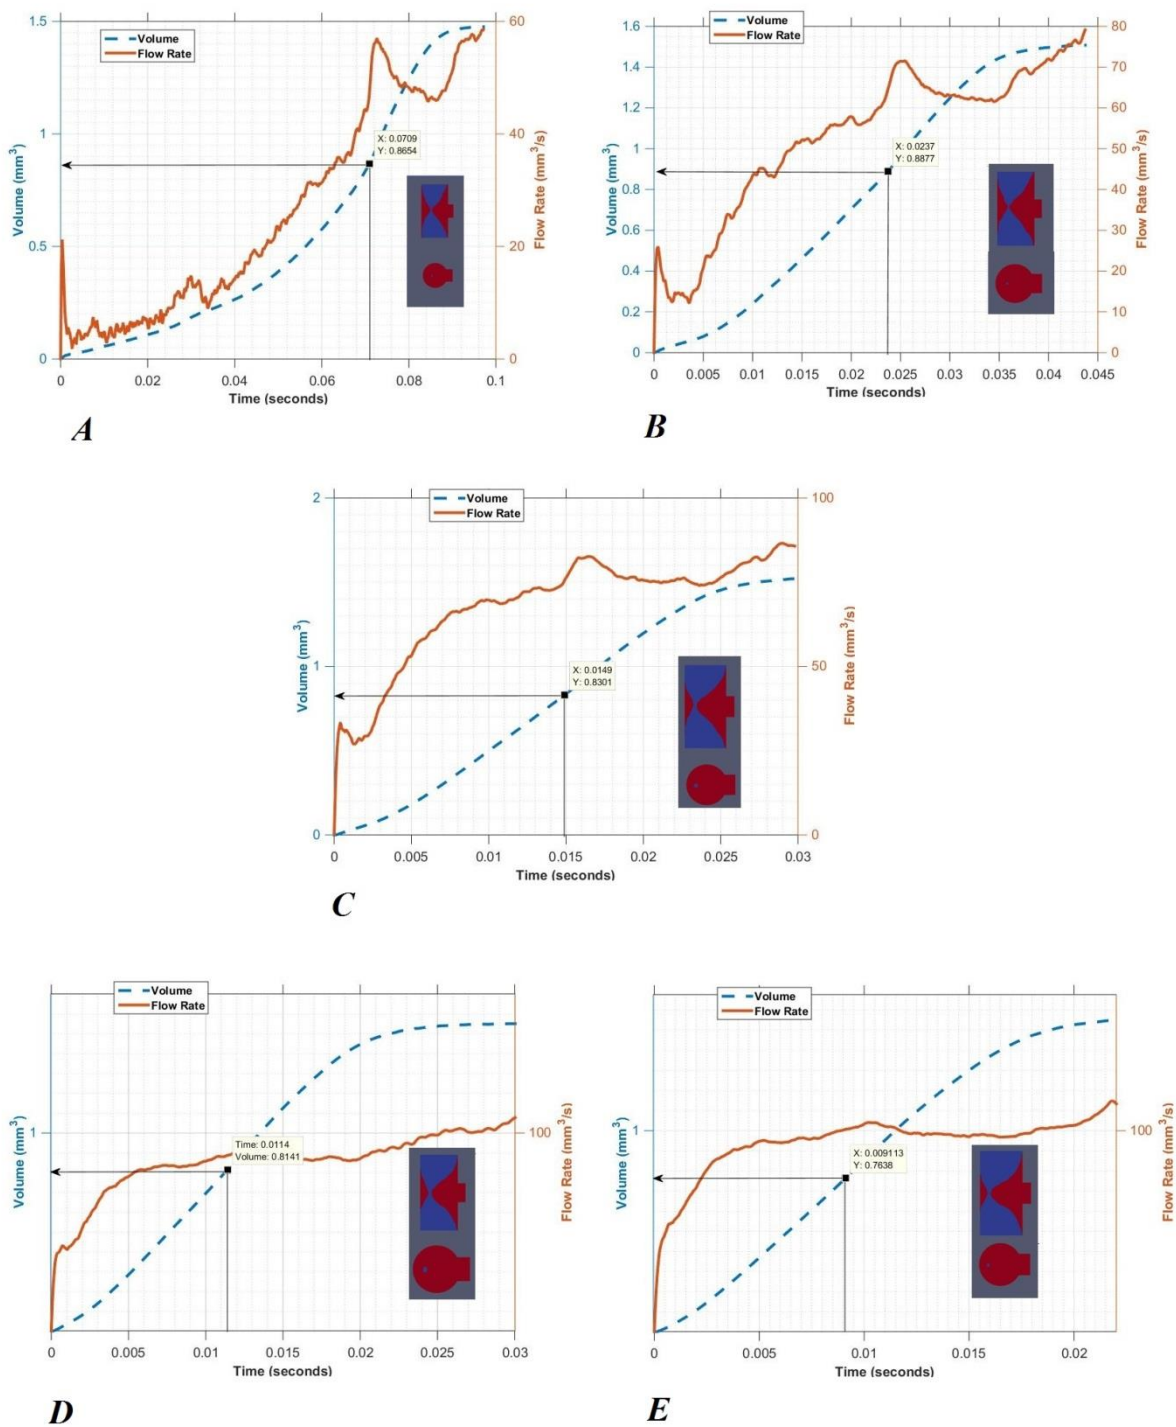 Volume
Flow Rate
Volume (mm³)
1.5
1
0.5
0
X: 0.0709
Y: 0.8654
60
40
20
0
Flow Rate (mm³/s)
0
0.02
0.04
0.06
0.08
0.1
Time (seconds)
A
Volume
Flow Rate
Volume (mm³)
1.6
1.4
1.2
1
0.8
0.6
0.4
0.2
0
X: 0.0237
Y: 0.8877
80
70
60
50
40
30
20
10
0
Flow Rate (mm³/s)
0
0.005
0.01
0.015
0.02
0.025
0.03
0.035
0.04
0.045
Time (seconds)
B
Volume
Flow Rate
Volume (mm³)
2
1
0
X: 0.0149
Y: 0.8301
100
50
0
Flow Rate (mm³/s)
0
0.005
0.01
0.015
0.02
0.025
0.03
Time (seconds)
C
Volume
Flow Rate
Volume (mm³)
1
Time: 0.0114
Volume: 0.8141
100
Flow Rate (mm³/s)
0
0.005
0.01
0.015
0.02
0.025
0.03
Time (seconds)
D
Volume
Flow Rate
Volume (mm³)
1
X: 0.009113
Y: 0.7638
100
Flow Rate (mm³/s)
0
0.005
0.01
0.015
0.02
Time (seconds)
E